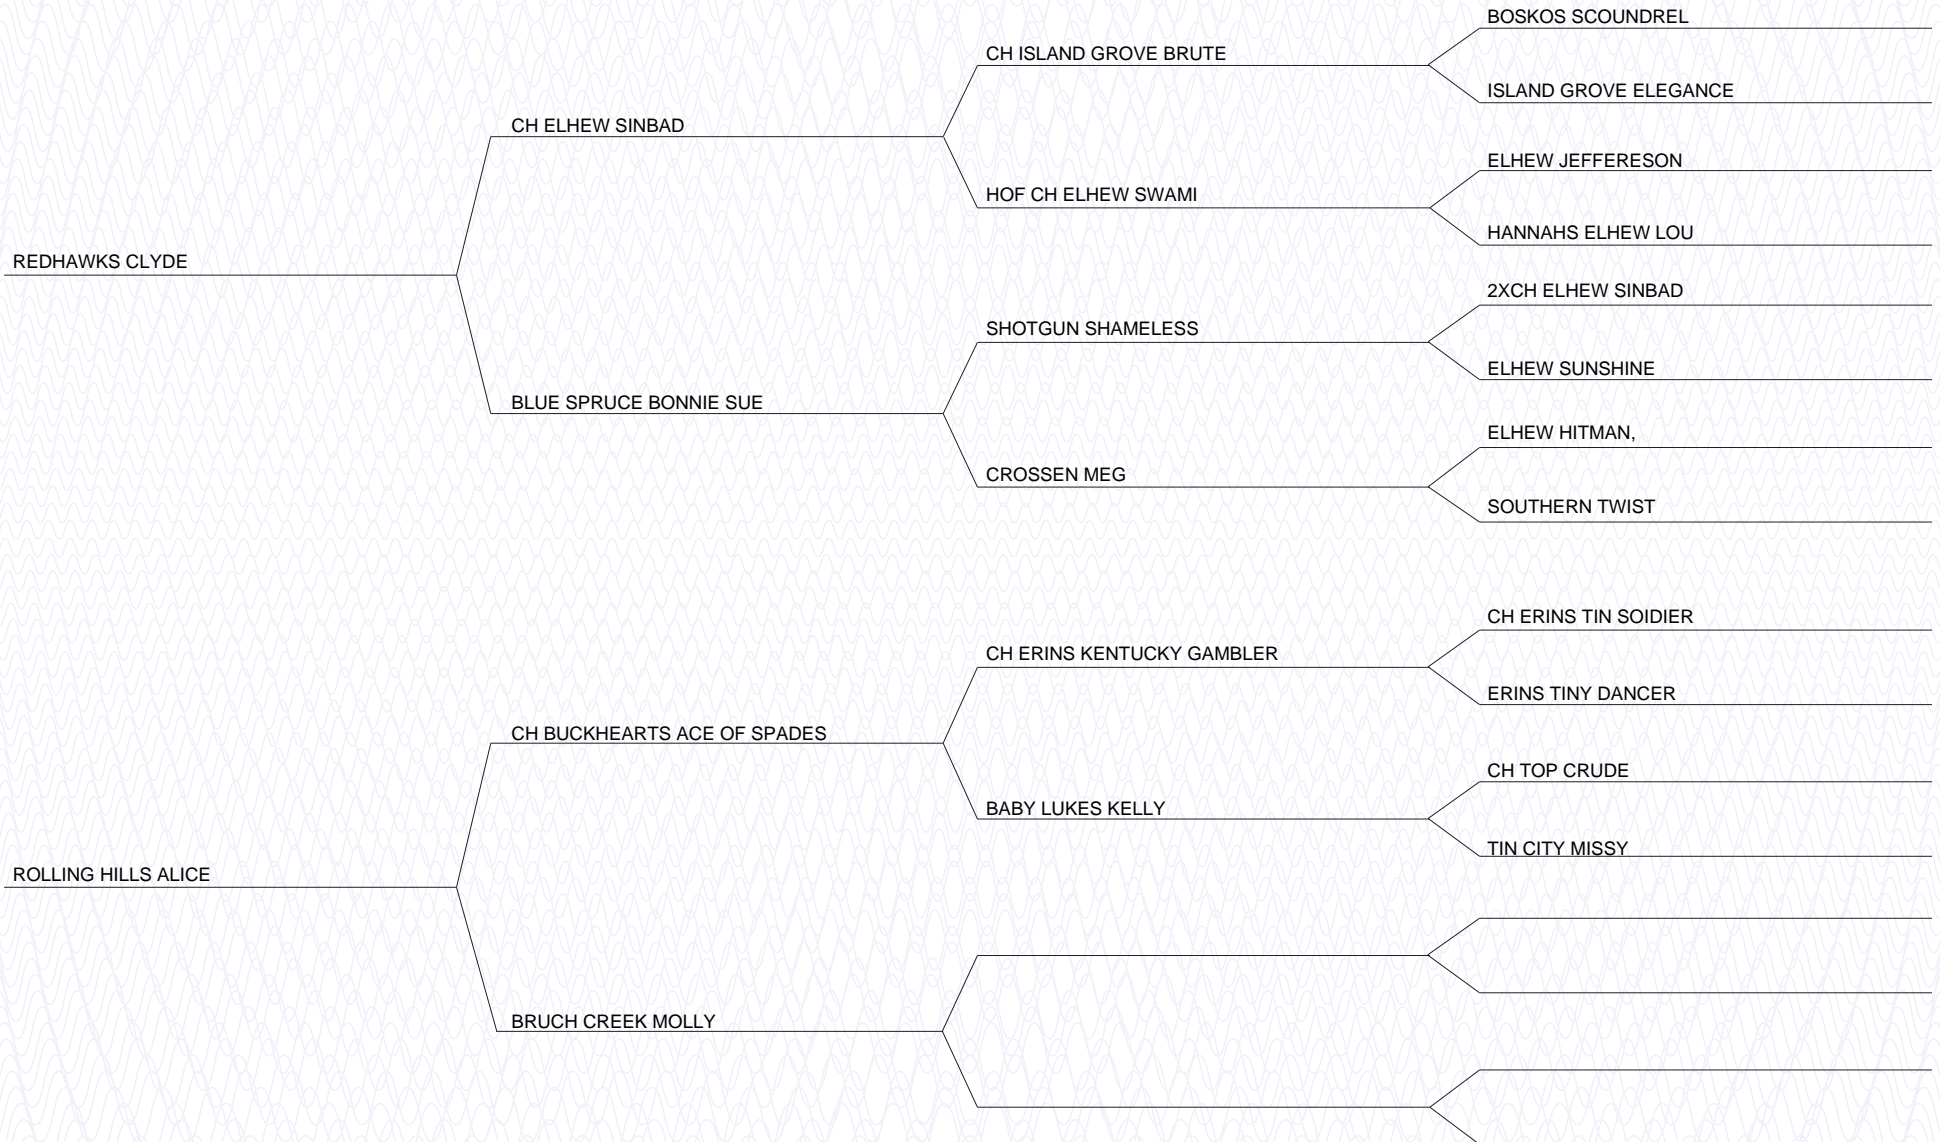 BOSKOS SCOUNDREL
CH ISLAND GROVE BRUTE
ISLAND GROVE ELEGANCE
CH ELHEW SINBAD
ELHEW JEFFERESON
HOF CH ELHEW SWAMI
HANNAHS ELHEW LOU
REDHAWKS CLYDE
2XCH ELHEW SINBAD
SHOTGUN SHAMELESS
ELHEW SUNSHINE
BLUE SPRUCE BONNIE SUE
ELHEW HITMAN,
CROSSEN MEG
SOUTHERN TWIST
CH ERINS TIN SOIDIER
CH ERINS KENTUCKY GAMBLER
ERINS TINY DANCER
CH BUCKHEARTS ACE OF SPADES
CH TOP CRUDE
BABY LUKES KELLY
TIN CITY MISSY
ROLLING HILLS ALICE
BRUCH CREEK MOLLY